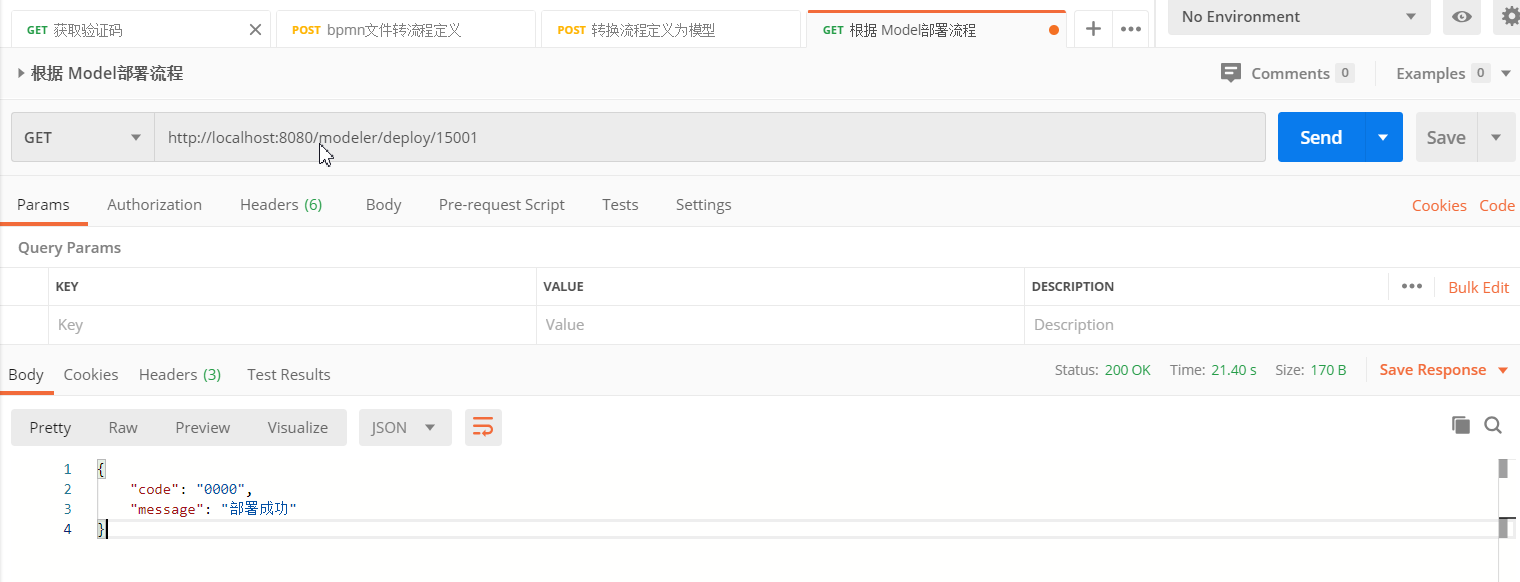 GET 获取验证码 POST bpmn文件转流程定义 POST 转换流程定义为模型 GET 根据 Model部署流程 No Environment
根据 Model部署流程 Comments 0 Examples 0
GET http://localhost:8080/modeler/deploy/15001 Send Save
Params Authorization Headers (6) Body Pre-request Script Tests Settings Cookies Code
Query Params
KEY VALUE DESCRIPTION Bulk Edit
Key Value Description
Body Cookies Headers (3) Test Results Status: 200 OK Time: 21.40 s Size: 170 B Save Response
Pretty Raw Preview Visualize JSON
1 {
2 "code": "0000",
3 "message": "部署成功"
4 }